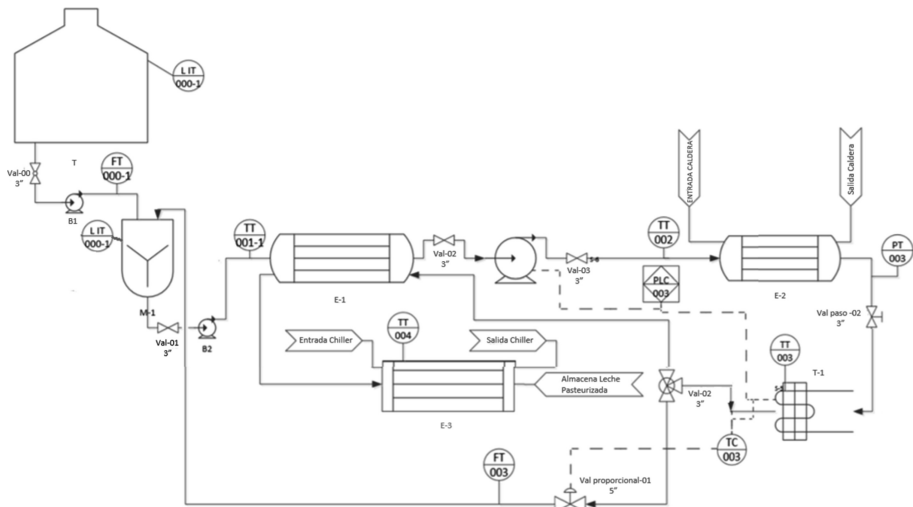 L IT
000-1
Val-00
3"
T
FT
000-1
B1
L IT
000-1
M-1
Val-01
3"
B2
TT
001-1
E-1
Val-02
3"
Val-03
3"
TT
002
PLC
003
ENTRADA CALDERA
Salida Caldera
E-2
PT
003
Val paso -02
3"
TT
003
T-1
S-1
Entrada Chiller
TT
004
Salida Chiller
Almacena Leche
Pasteurizada
E-3
Val-02
3"
TC
003
FT
003
Val proporcional-01
5"